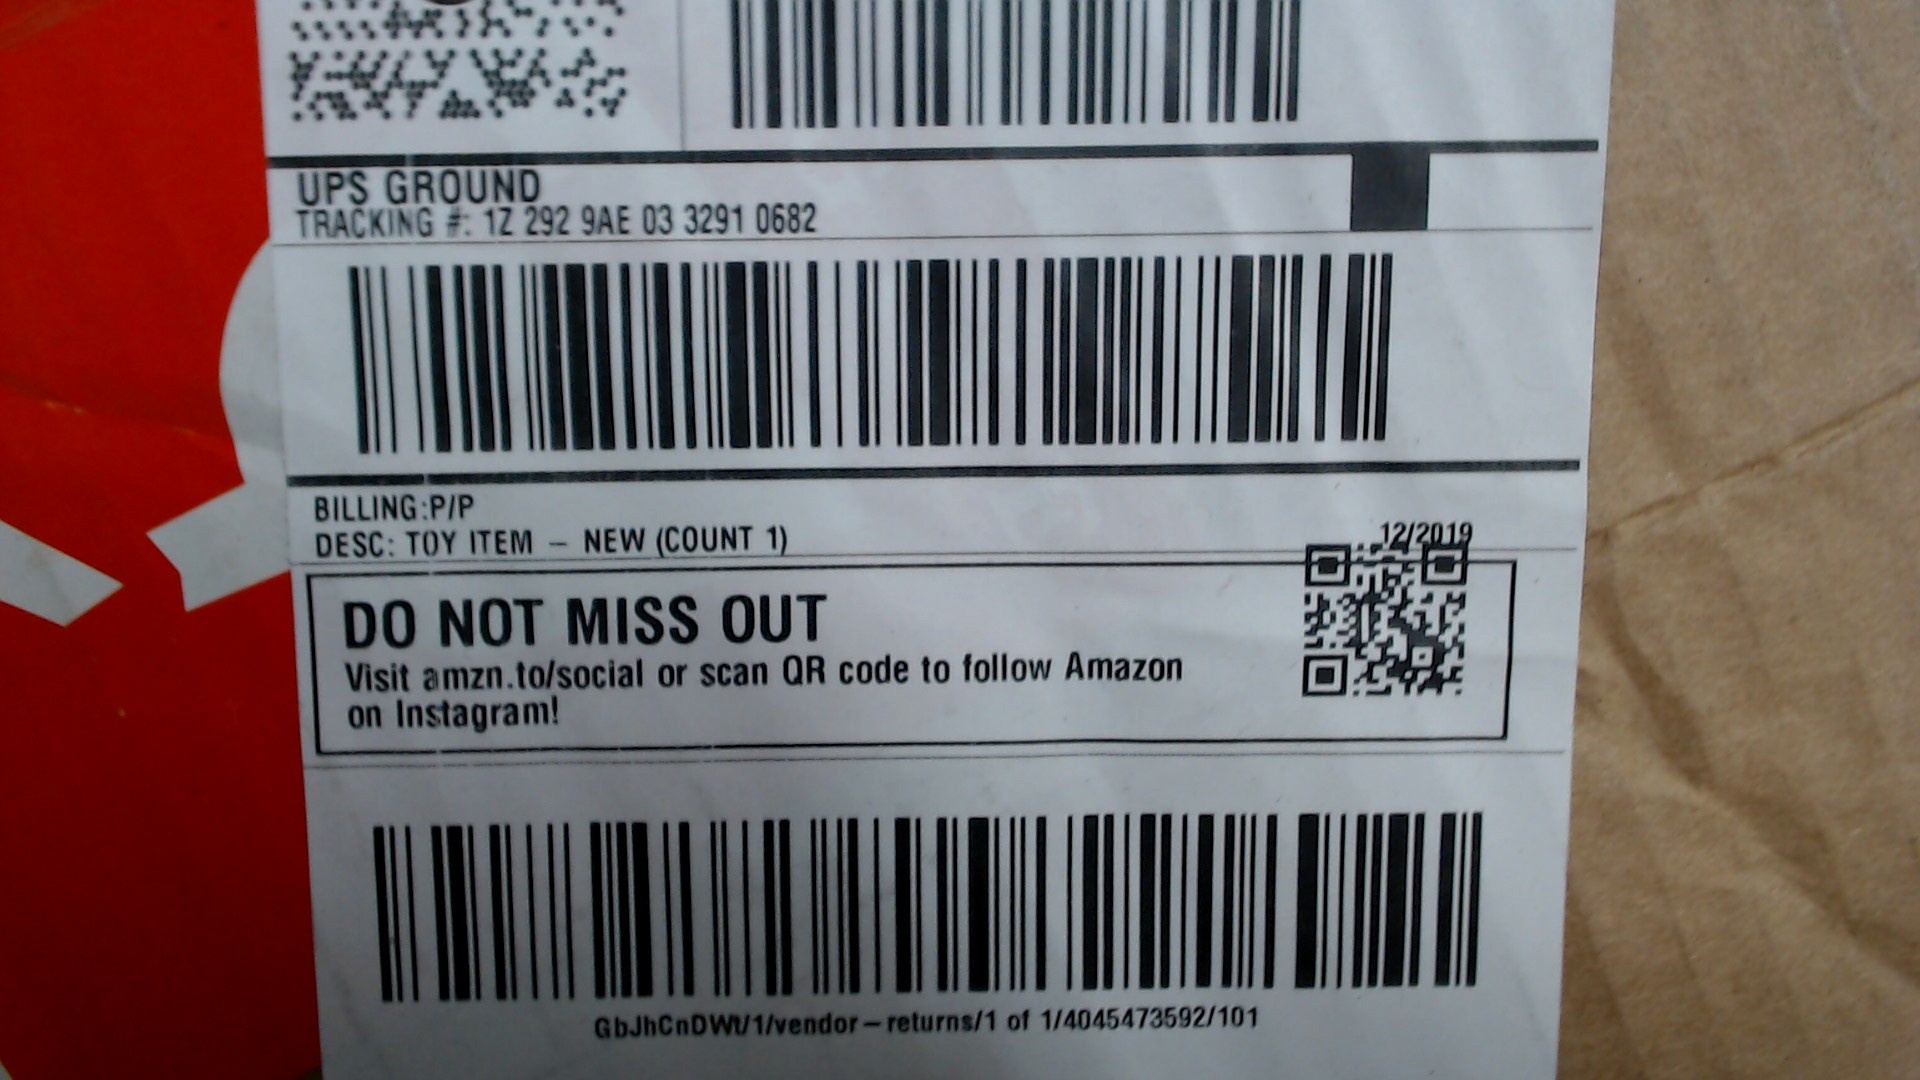 UPS GROUND
TRACKING #: 1Z 292 9AE 03 3291 0682
BILLING:P/P
DESC: TOY ITEM – NEW (COUNT 1)
12/2019
DO NOT MISS OUT
Visit amzn.to/social or scan QR code to follow Amazon
on Instagram!
GbJhCnDWt/1/vendor–returns/1 of 1/4045473592/101